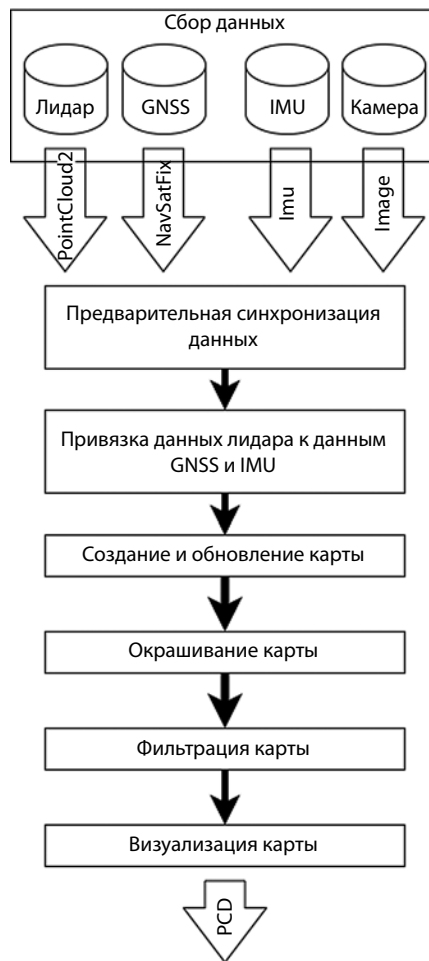 Сбор данных
Лидар
GNSS
IMU
Камера
PointCloud2
NavSatFix
Imu
Image
Предварительная синхронизация
данных
Привязка данных лидара к данным
GNSS и IMU
Создание и обновление карты
Окрашивание карты
Фильтрация карты
Визуализация карты
PCD